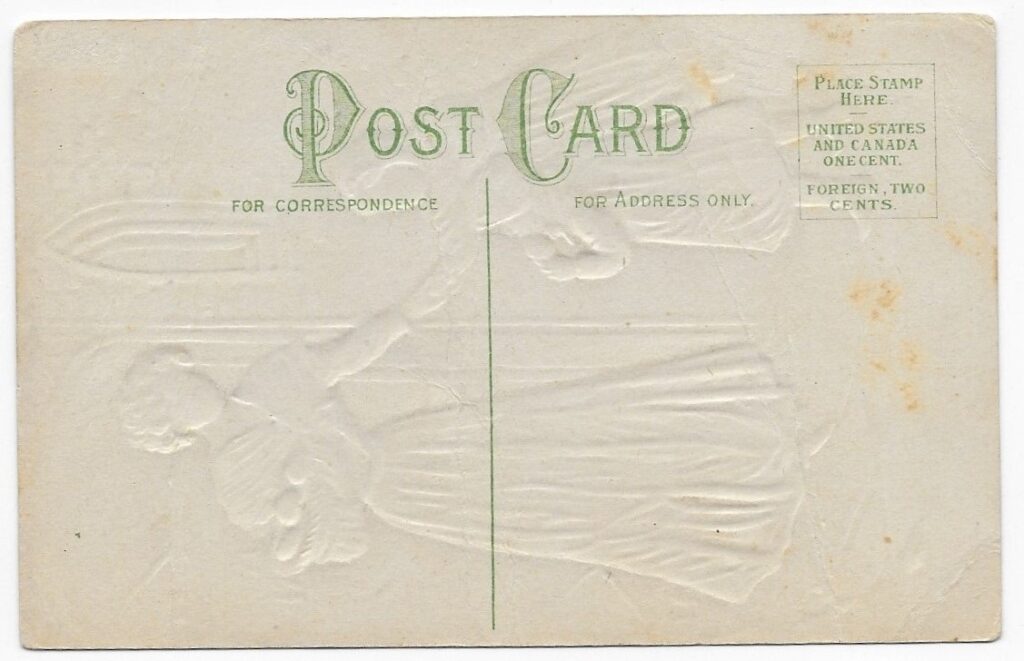 POST CARD
FOR CORRESPONDENCE
FOR ADDRESS ONLY.
PLACE STAMP
HERE.
UNITED STATES
AND CANADA
ONE CENT.
FOREIGN, TWO
CENTS.